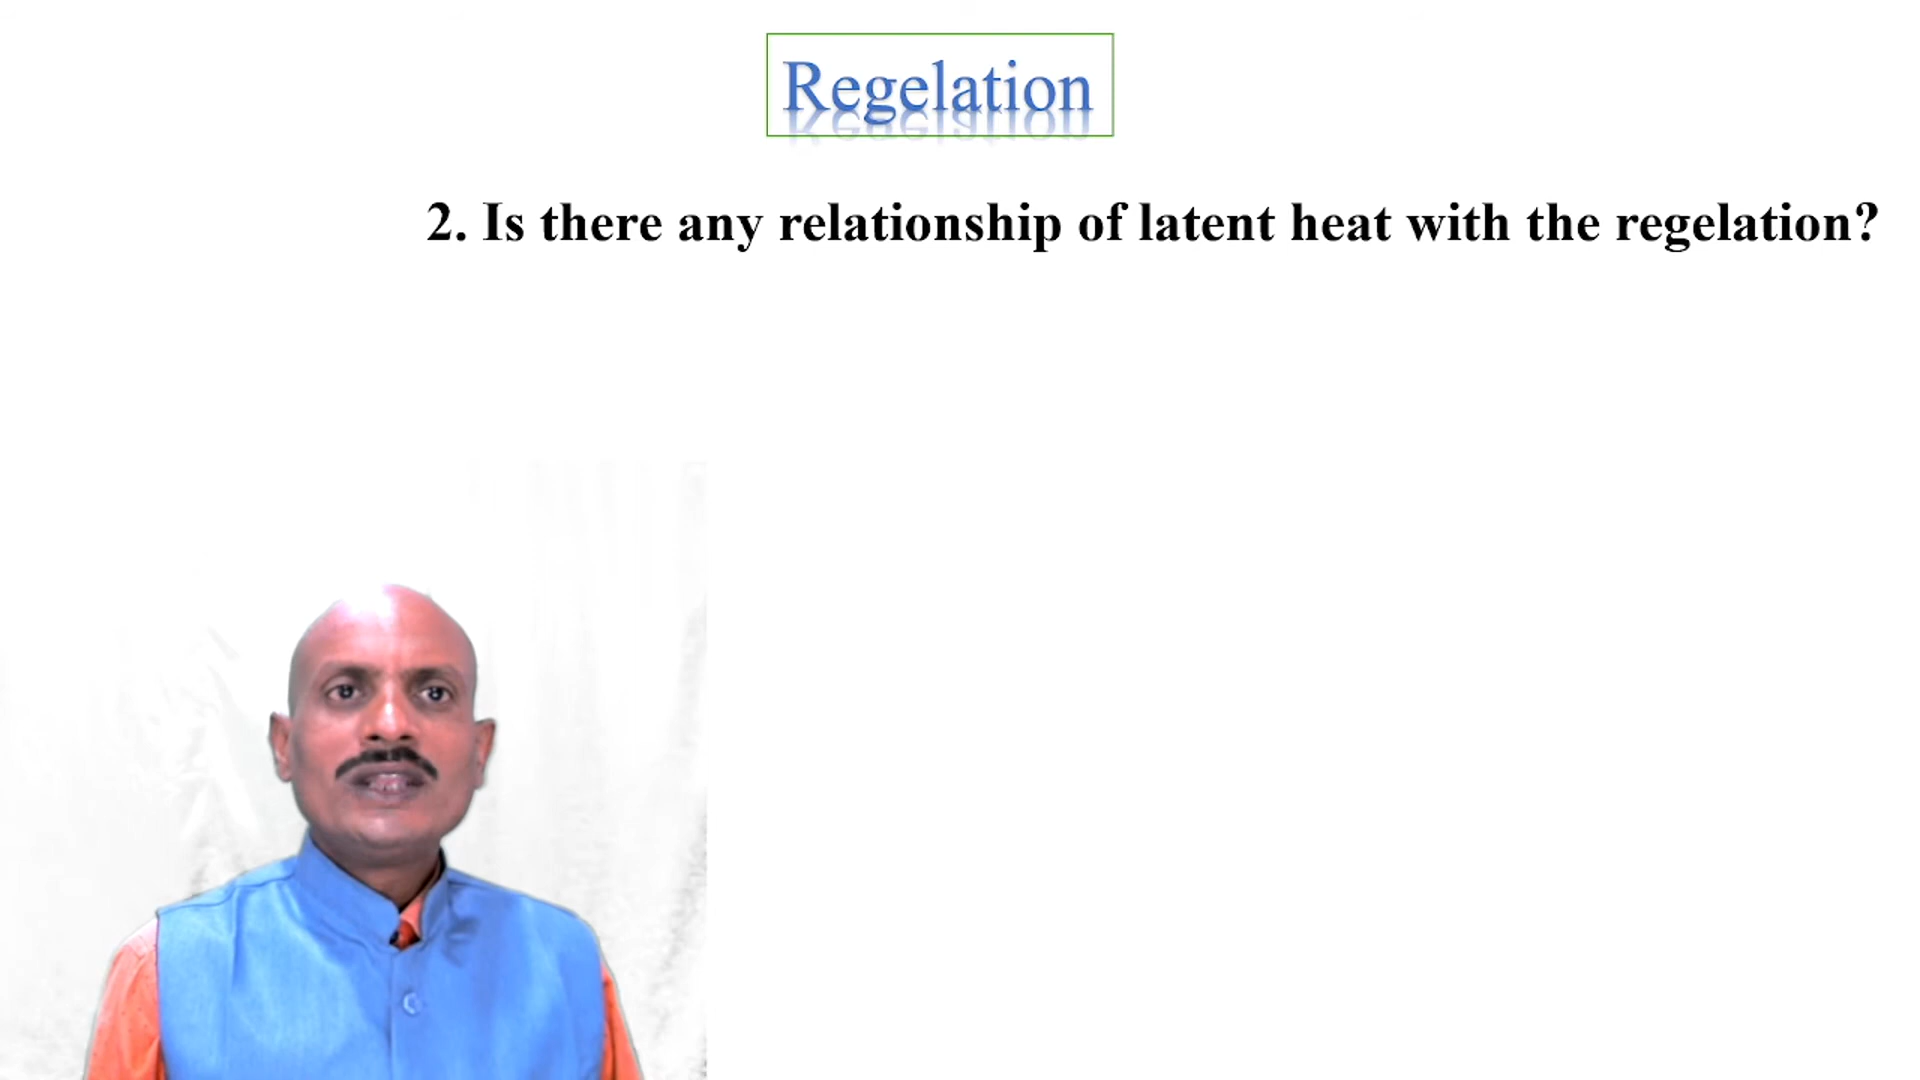 Regelation
2. Is there any relationship of latent heat with the regelation?